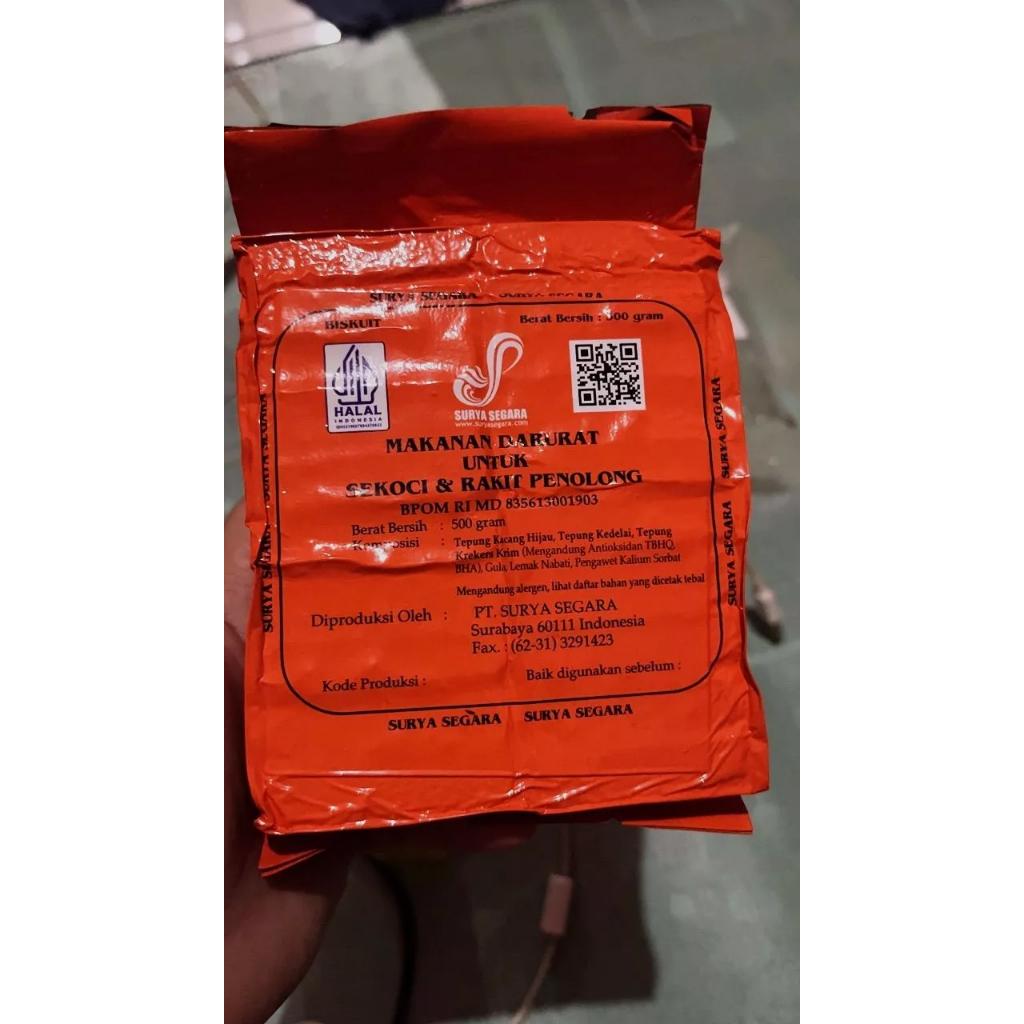 SURYA SEGARA SURYA SEGARA
BISKUIT
Berat Bersih : 500 gram
HALAL
INDONESIA
SURYA SEGARA
www.suryasegara.com
MAKANAN DARURAT
UNTUK
SEKOCI & RAKIT PENOLONG
BPOM RI MD 835613001903
Berat Bersih : 500 gram
Komposisi : Tepung Kacang Hijau, Tepung Kedelai, Tepung
Krekers Krim (Mengandung Antioksidan TBHQ,
BHA), Gula, Lemak Nabati, Pengawet Kalium Sorbat
Mengandung alergen, lihat daftar bahan yang dicetak tebal
Diproduksi Oleh : PT. SURYA SEGARA
Surabaya 60111 Indonesia
Fax. : (62-31) 3291423
Kode Produksi :
Baik digunakan sebelum :
SURYA SEGARA SURYA SEGARA
SURYA SEGARA SURYA SEGARA
SURYA SEGARA SURYA SEGARA